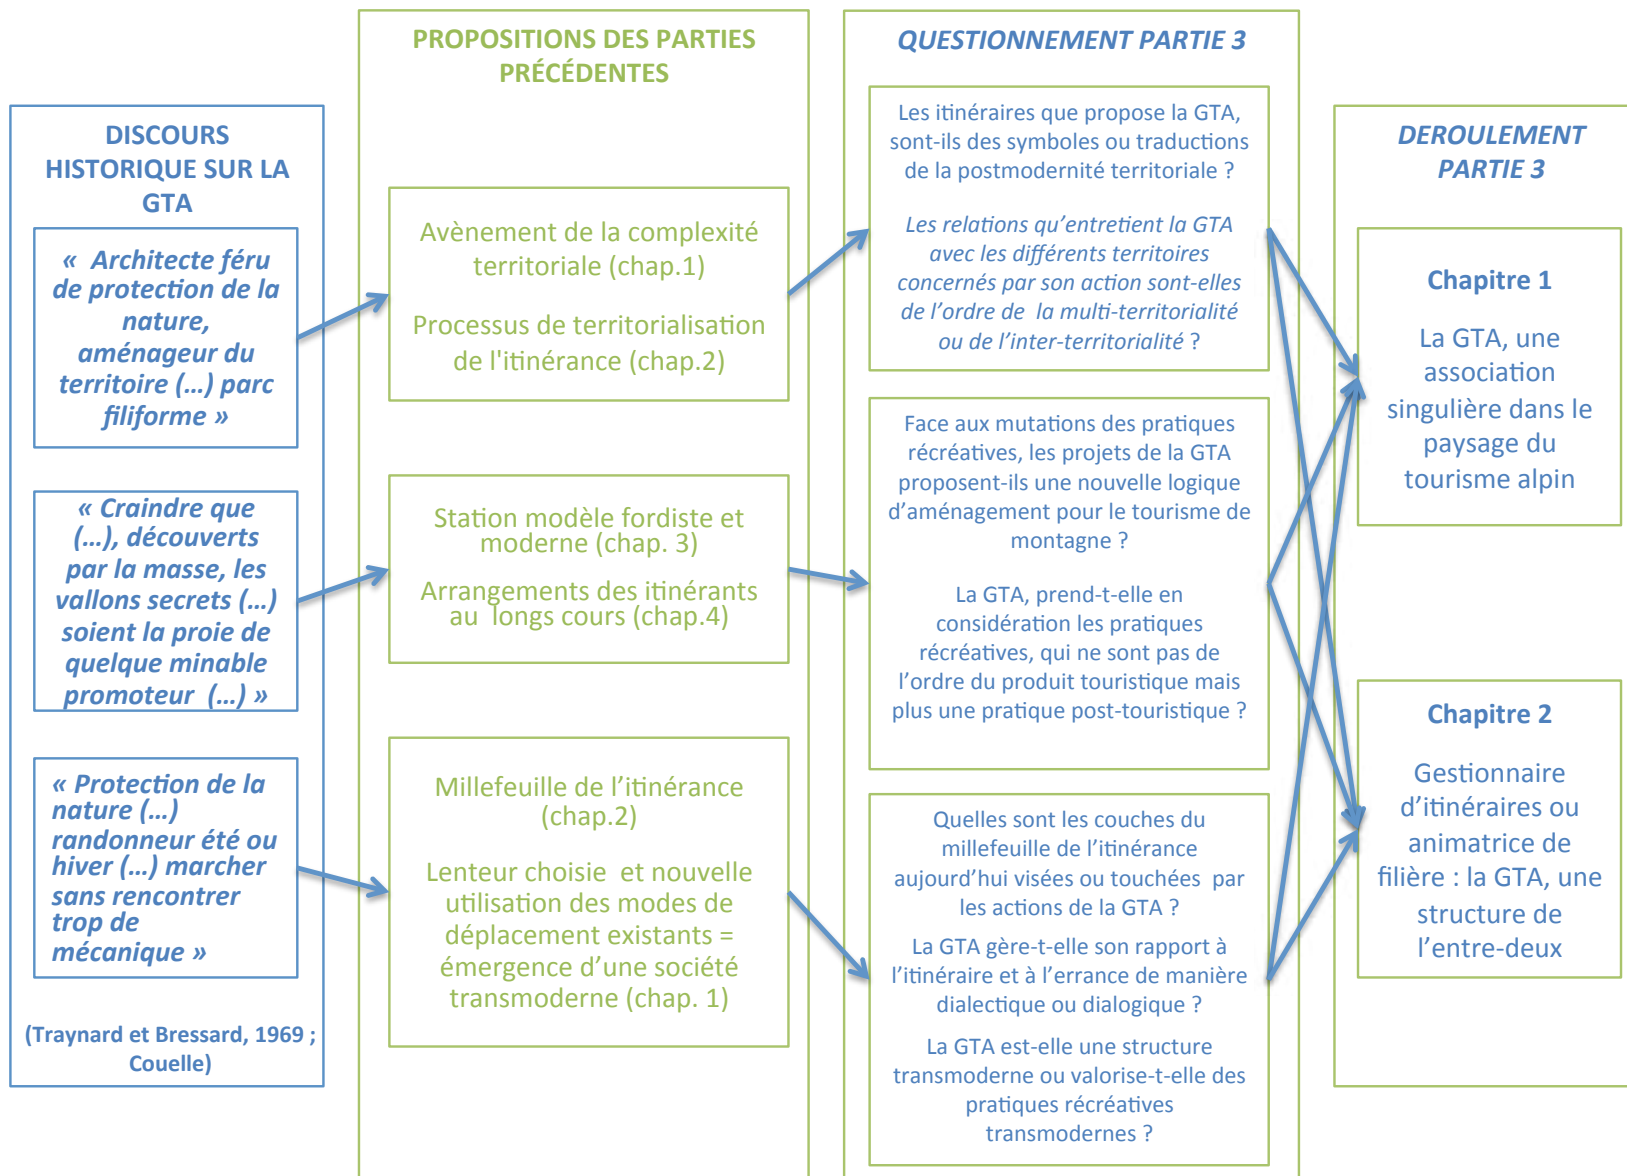 DISCOURS
HISTORIQUE SUR LA
GTA
« Architecte féru
de protection de la
nature,
aménageur du
territoire (…) parc
filiforme »
« Craindre que
(…), découverts
par la masse, les
vallons secrets (…)
soient la proie de
quelque minable
promoteur (…) »
« Protection de la
nature (…)
randonneur été ou
hiver (…) marcher
sans rencontrer
trop de
mécanique »
(Traynard et Bressard, 1969 ;
Couelle)
PROPOSITIONS DES PARTIES
PRÉCÉDENTES
Avènement de la complexité
territoriale (chap.1)
Processus de territorialisation
de l'itinérance (chap.2)
Station modèle fordiste et
moderne (chap. 3)
Arrangements des itinérants
au longs cours (chap.4)
Millefeuille de l’itinérance
(chap.2)
Lenteur choisie et nouvelle
utilisation des modes de
déplacement existants =
émergence d’une société
transmoderne (chap. 1)
QUESTIONNEMENT PARTIE 3
Les itinéraires que propose la GTA,
sont-ils des symboles ou traductions
de la postmodernité territoriale ?
Les relations qu’entretient la GTA
avec les différents territoires
concernés par son action sont-elles
de l’ordre de la multi-territorialité
ou de l’inter-territorialité ?
Face aux mutations des pratiques
récréatives, les projets de la GTA
proposent-ils une nouvelle logique
d’aménagement pour le tourisme de
montagne ?
La GTA, prend-t-elle en
considération les pratiques
récréatives, qui ne sont pas de
l’ordre du produit touristique mais
plus une pratique post-touristique ?
Quelles sont les couches du
millefeuille de l’itinérance
aujourd’hui visées ou touchées par
les actions de la GTA ?
La GTA gère-t-elle son rapport à
l’itinéraire et à l’errance de manière
dialectique ou dialogique ?
La GTA est-elle une structure
transmoderne ou valorise-t-elle des
pratiques récréatives
transmodernes ?
DEROULEMENT
PARTIE 3
Chapitre 1
La GTA, une
association
singulière dans le
paysage du
tourisme alpin
Chapitre 2
Gestionnaire
d’itinéraires ou
animatrice de
filière : la GTA, une
structure de
l’entre-deux